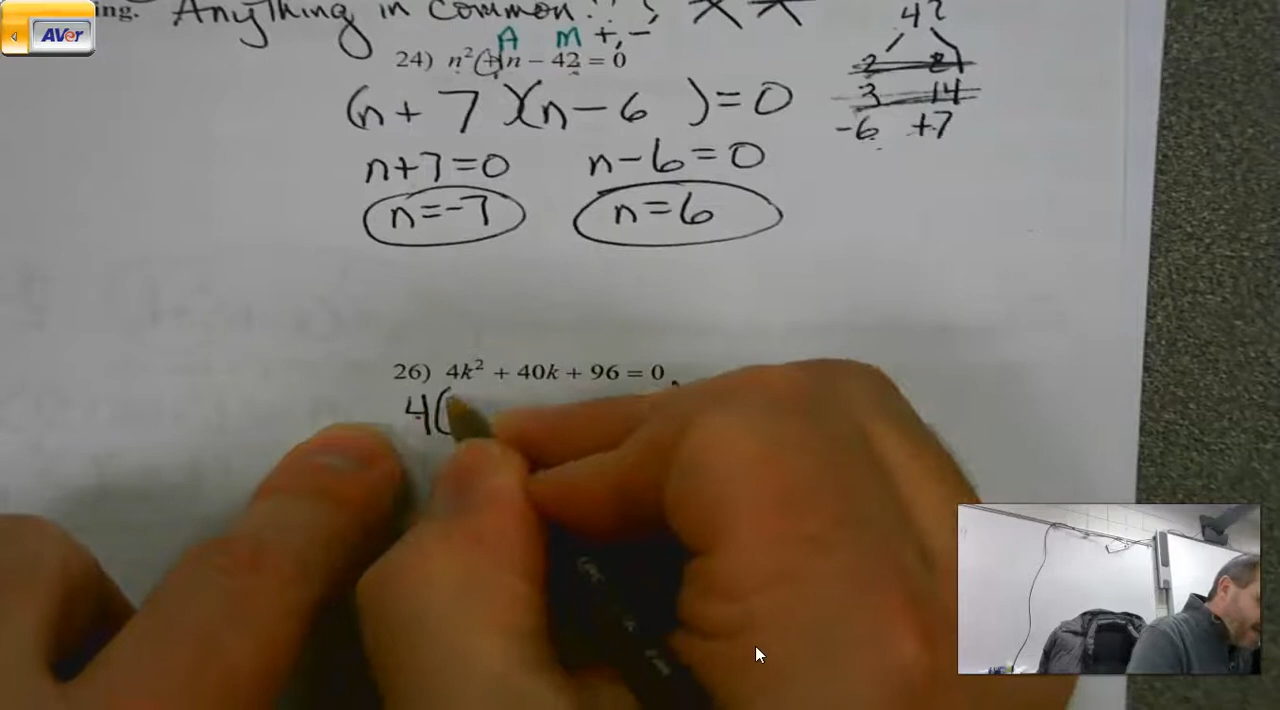 ing. Anything in Common?
AVer
42
A M +, -
24) n² + n − 42 = 0
2 21
(n + 7)(n - 6) = 0
3 14
-6 +7
n+7=0 n-6=0
n=-7 n=6
26) 4k² + 40k + 96 = 0
4(